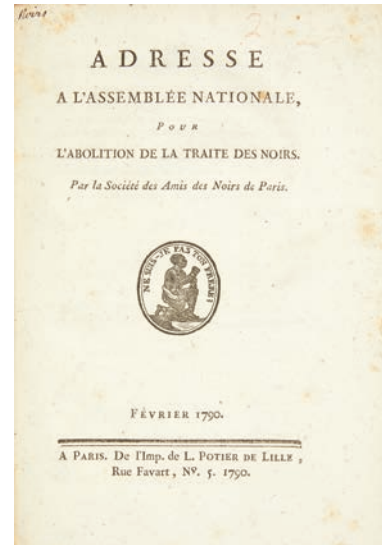 Noirs
ADRESSE
A L'ASSEMBLÉE NATIONALE,
POUR
L'ABOLITION DE LA TRAITE DES NOIRS.
Par la Société des Amis des Noirs de Paris.
NE SUIS-JE PAS TON FRERE?
FÉVRIER 1790.
A PARIS. De l'Imp. de L. POTIER DE LILLE,
Rue Favart, Nº. 5. 1790.